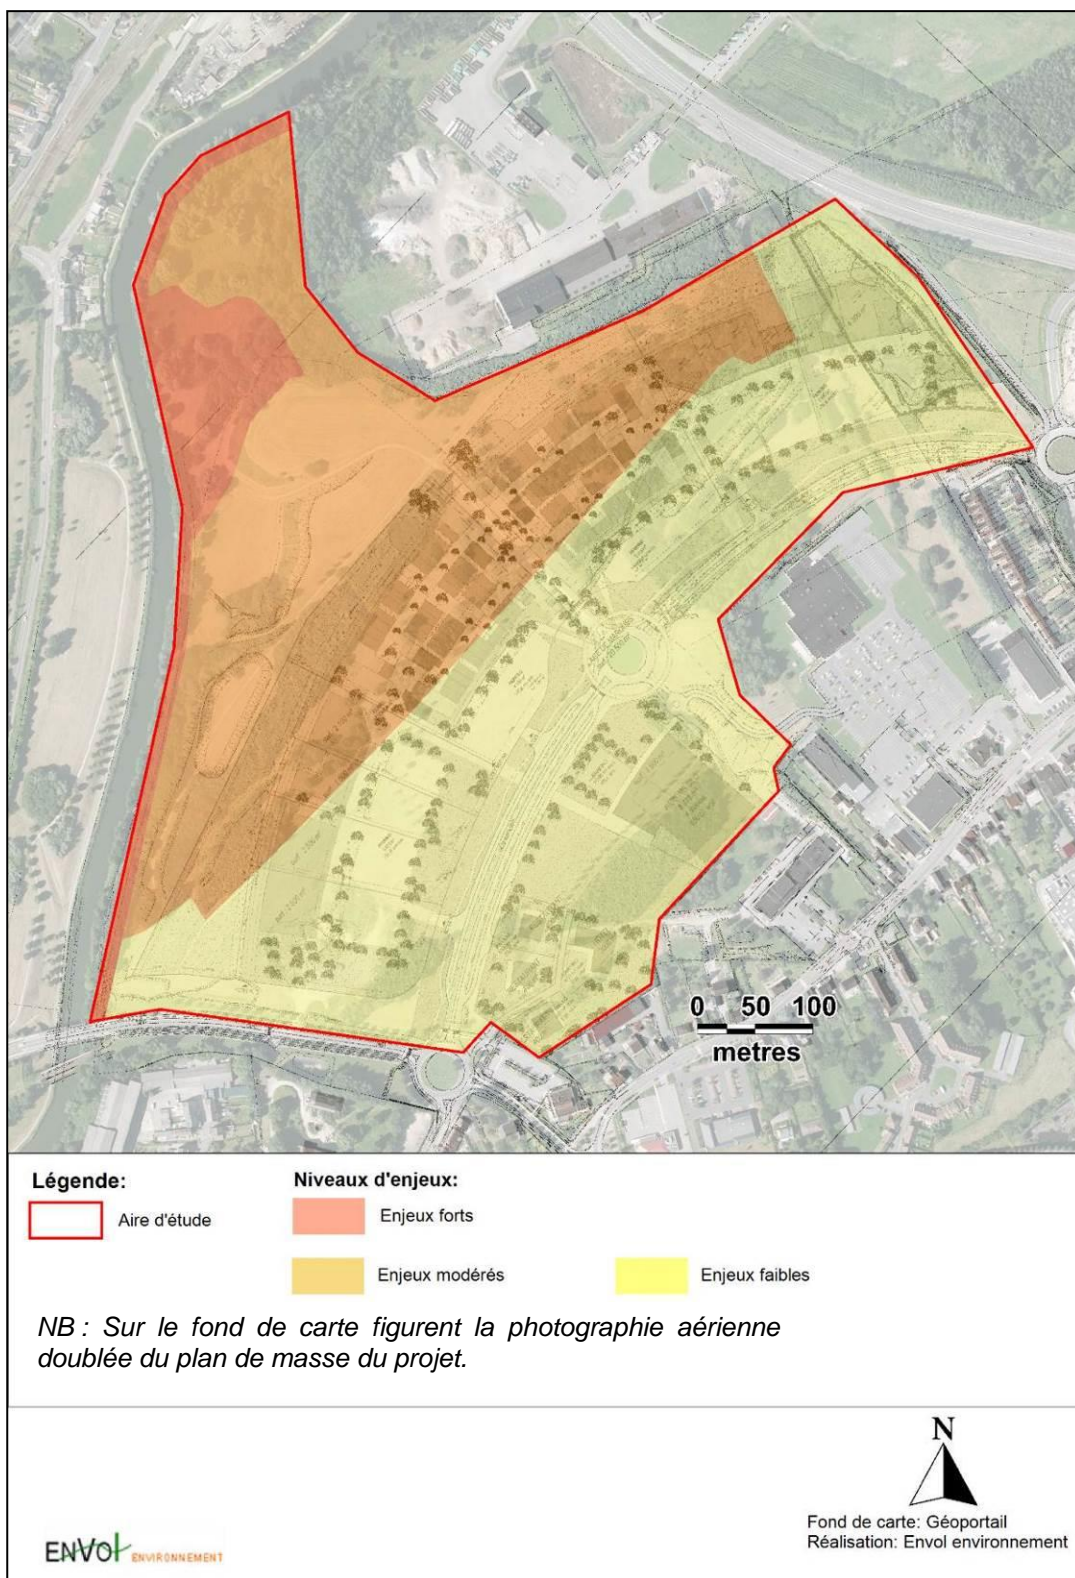 0 50 100
metres
Légende:
Niveaux d'enjeux:
Aire d'étude
Enjeux forts
Enjeux modérés
Enjeux faibles
NB : Sur le fond de carte figurent la photographie aérienne
doublée du plan de masse du projet.
N
Fond de carte: Géoportail
Réalisation: Envol environnement
ENVOL ENVIRONNEMENT